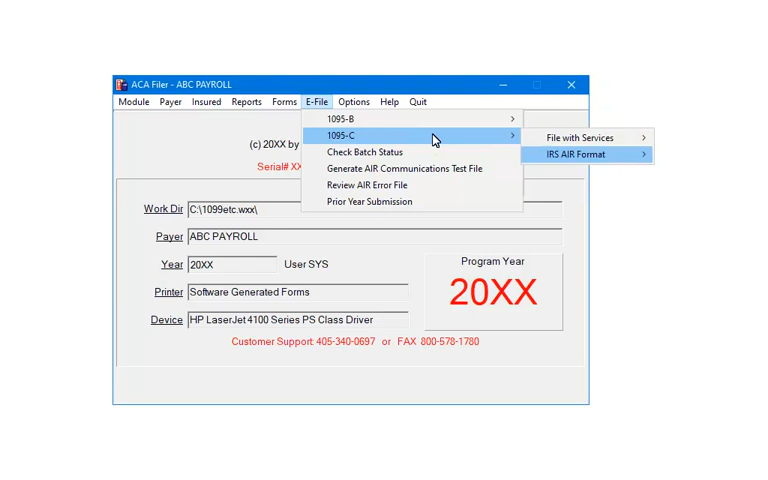 ACA Filer - ABC PAYROLL
Module Payer Insured Reports Forms E-File Options Help Quit
1095-B
1095-C
File with Services
IRS AIR Format
Check Batch Status
Generate AIR Communications Test File
Review AIR Error File
Prior Year Submission
(c) 20XX by
Serial# XX
Work Dir C:\1099etc.wxx\
Payer ABC PAYROLL
Year 20XX User SYS
Program Year
20XX
Printer Software Generated Forms
Device HP LaserJet 4100 Series PS Class Driver
Customer Support: 405-340-0697 or FAX 800-578-1780